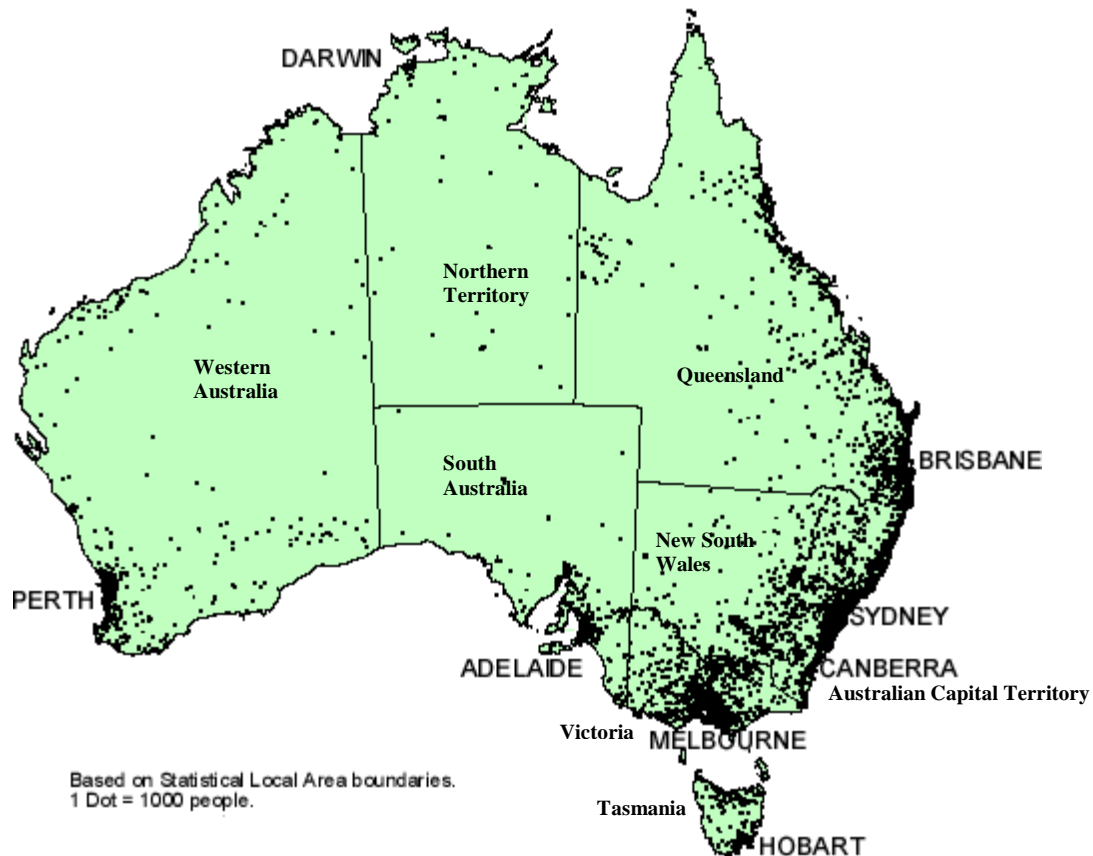 DARWIN
Northern
Territory
Western
Australia
Queensland
South
Australia
BRISBANE
New South
Wales
PERTH
SYDNEY
ADELAIDE
CANBERRA
Australian Capital Territory
Victoria
MELBOURNE
Based on Statistical Local Area boundaries.
1 Dot = 1000 people.
Tasmania
HOBART